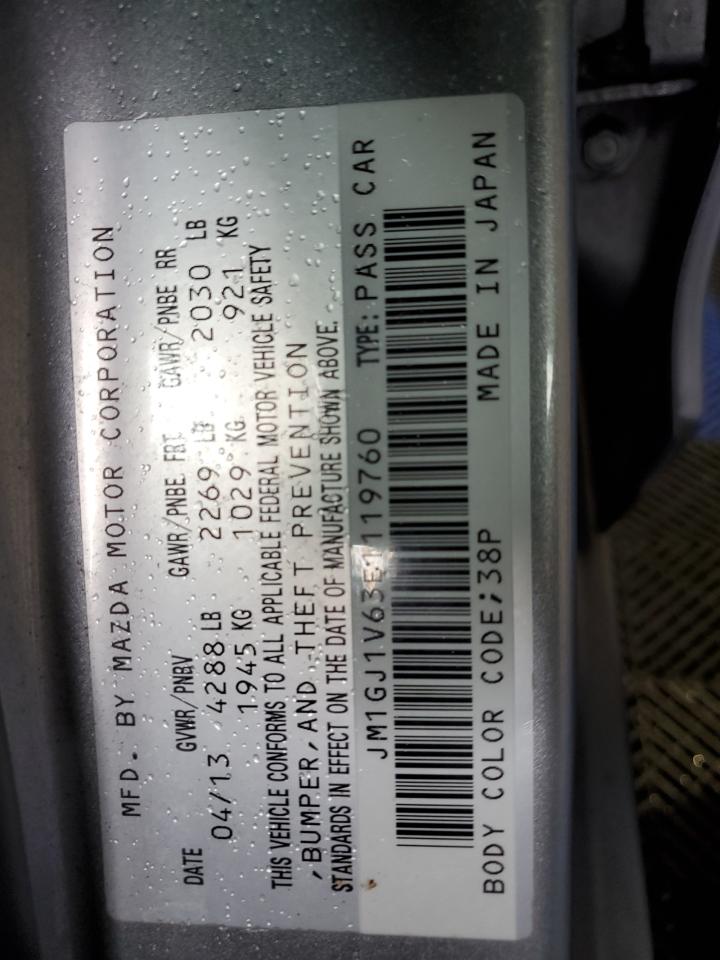 MFD. BY MAZDA MOTOR CORPORATION
GVWR/PNBV GAWR/PNBE FRT GAWR/PNBE RR
DATE 04/13 4288 LB 2269 LB 2030 LB
1945 KG 1029 KG 921 KG
THIS VEHICLE CONFORMS TO ALL APPLICABLE FEDERAL MOTOR VEHICLE SAFETY
,BUMPER,AND THEFT PREVENTION
STANDARDS IN EFFECT ON THE DATE OF MANUFACTURE SHOWN ABOVE.
JM1GJ1V63E1119760 TYPE: PASS CAR
BODY COLOR CODE;38P MADE IN JAPAN